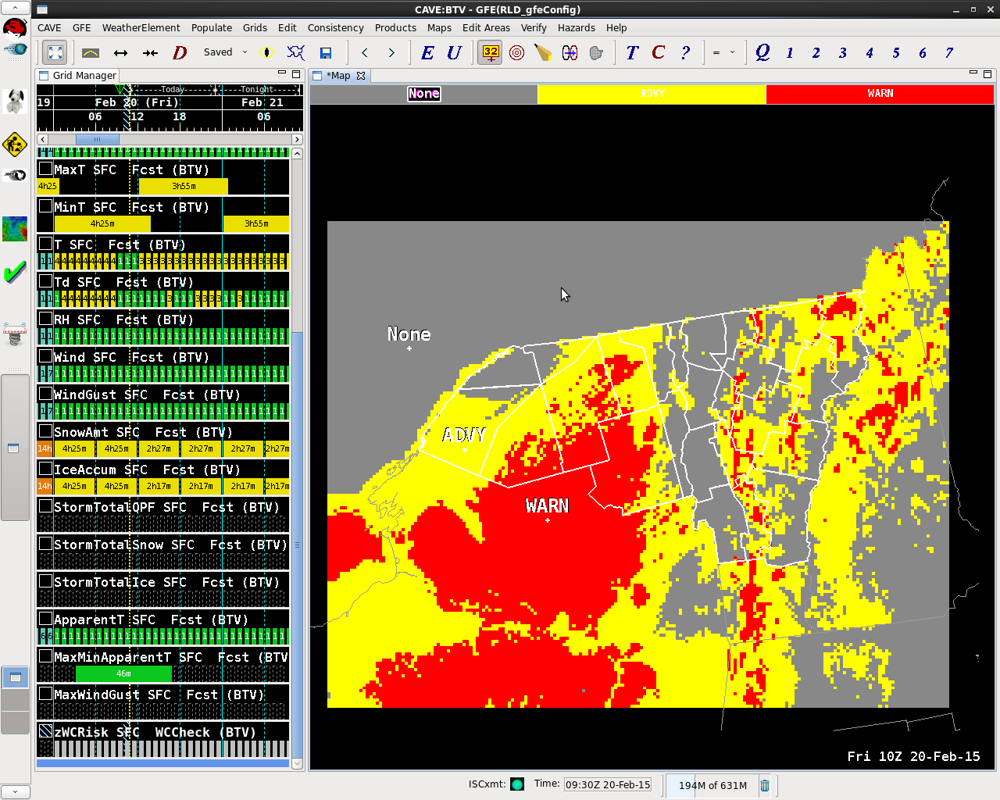 CAVE:BTV - GFE(RLD_gfeConfig)
CAVE GFE WeatherElement Populate Grids Edit Consistency Products Maps Edit Areas Verify Hazards Help
D Saved E U 32 T C ? = Q 1 2 3 4 5 6 7
Grid Manager
*Map
Today Tonight
19 Feb 20 (Fri) Feb 21
06 12 18 06
None ADVY WARN
MaxT SFC Fcst (BTV)
4h25 3h55m
MinT SFC Fcst (BTV)
4h25m 3h55m
T SFC Fcst (BTV)
Td SFC Fcst (BTV)
RH SFC Fcst (BTV)
Wind SFC Fcst (BTV)
WindGust SFC Fcst (BTV)
SnowAmt SFC Fcst (BTV)
14h 4h25m 4h25m 2h27m 2h27m 2h27m 2h27m
IceAccum SFC Fcst (BTV)
14h 4h25m 4h25m 2h17m 2h17m 2h17m 2h17m
StormTotalQPF SFC Fcst (BTV)
StormTotalSnow SFC Fcst (BTV)
StormTotalIce SFC Fcst (BTV)
ApparentT SFC Fcst (BTV)
MaxMinApparentT SFC Fcst (BTV
46m
MaxWindGust SFC Fcst (BTV)
zWCRisk SFC WCCheck (BTV)
None
ADVY
WARN
Fri 10Z 20-Feb-15
ISCxmt: Time: 09:30Z 20-Feb-15 194M of 631M